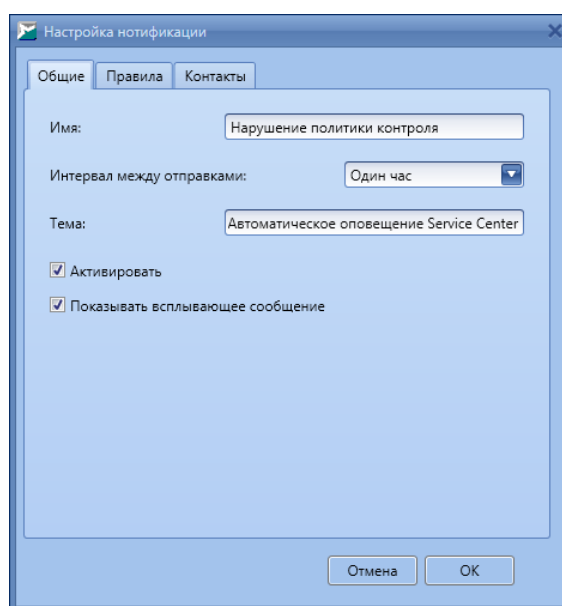 Настройка нотификации
Общие Правила Контакты
Имя: Нарушение политики контроля
Интервал между отправками: Один час
Тема: Автоматическое оповещение Service Center
Активировать
Показывать всплывающее сообщение
Отмена OK